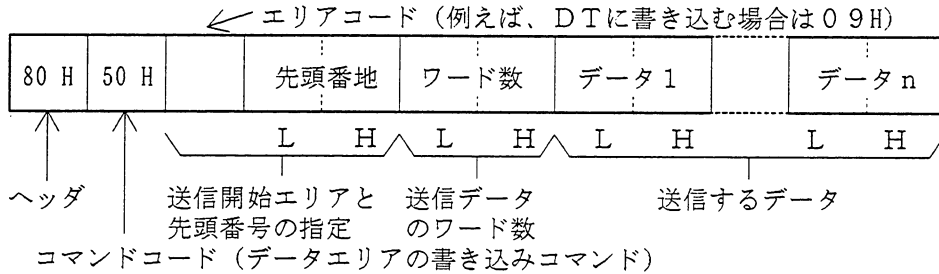 エリアコード（例えば、DTに書き込む場合は09H）
80 H 50 H 先頭番地 ワード数 データ1 データn
L H L H L H L H
ヘッダ 送信開始エリアと 送信データ 送信するデータ
先頭番号の指定 のワード数
コマンドコード（データエリアの書き込みコマンド）